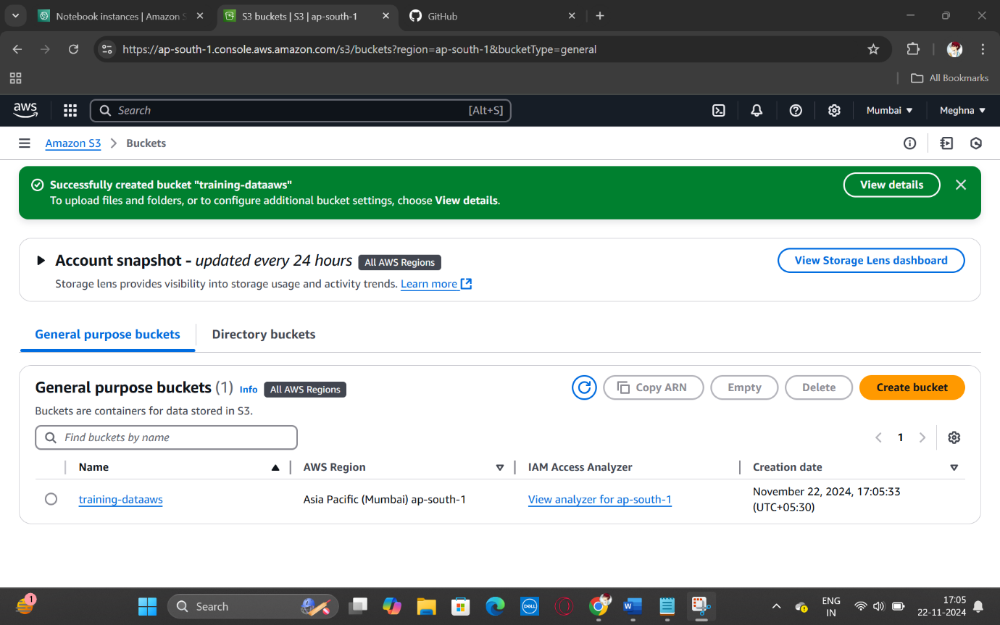 Notebook instances | Amazon S
S3 buckets | S3 | ap-south-1
GitHub
https://ap-south-1.console.aws.amazon.com/s3/buckets?region=ap-south-1&bucketType=general
All Bookmarks
aws
Search
[Alt+S]
Mumbai
Meghna
Amazon S3
Buckets
Successfully created bucket "training-dataaws"
To upload files and folders, or to configure additional bucket settings, choose View details.
View details
Account snapshot - updated every 24 hours
All AWS Regions
View Storage Lens dashboard
Storage lens provides visibility into storage usage and activity trends. Learn more
General purpose buckets
Directory buckets
General purpose buckets (1) Info
All AWS Regions
Copy ARN
Empty
Delete
Create bucket
Buckets are containers for data stored in S3.
Find buckets by name
1
Name
AWS Region
IAM Access Analyzer
Creation date
training-dataaws
Asia Pacific (Mumbai) ap-south-1
View analyzer for ap-south-1
November 22, 2024, 17:05:33
(UTC+05:30)
1
Search
DELL
ENG
IN
17:05
22-11-2024